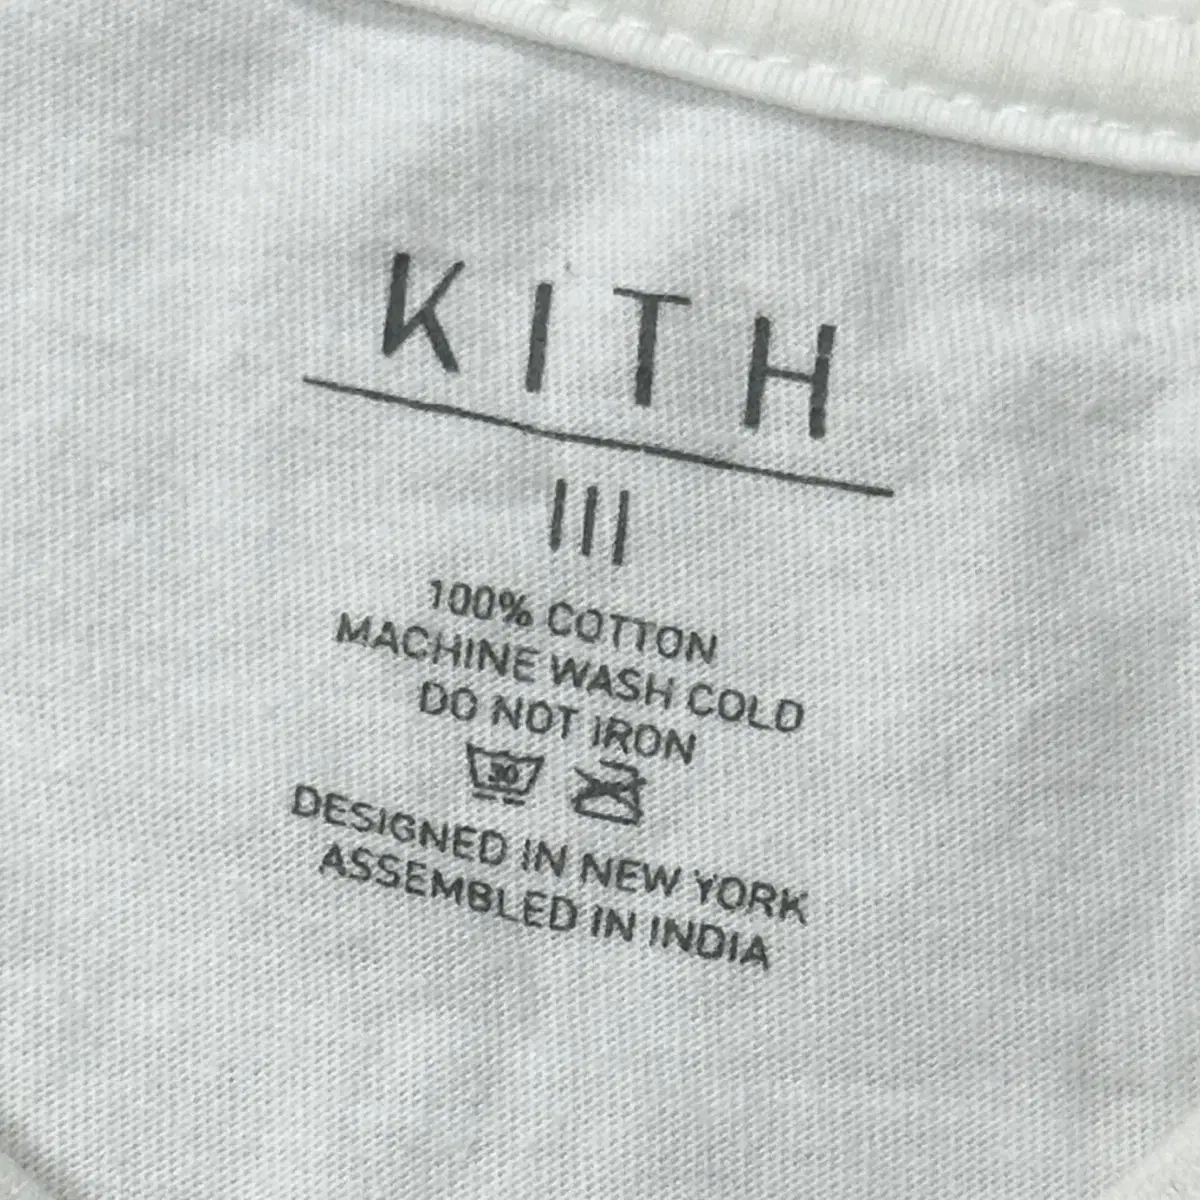 KITH
III
100% COTTON
MACHINE WASH COLD
DO NOT IRON
30
DESIGNED IN NEW YORK
ASSEMBLED IN INDIA